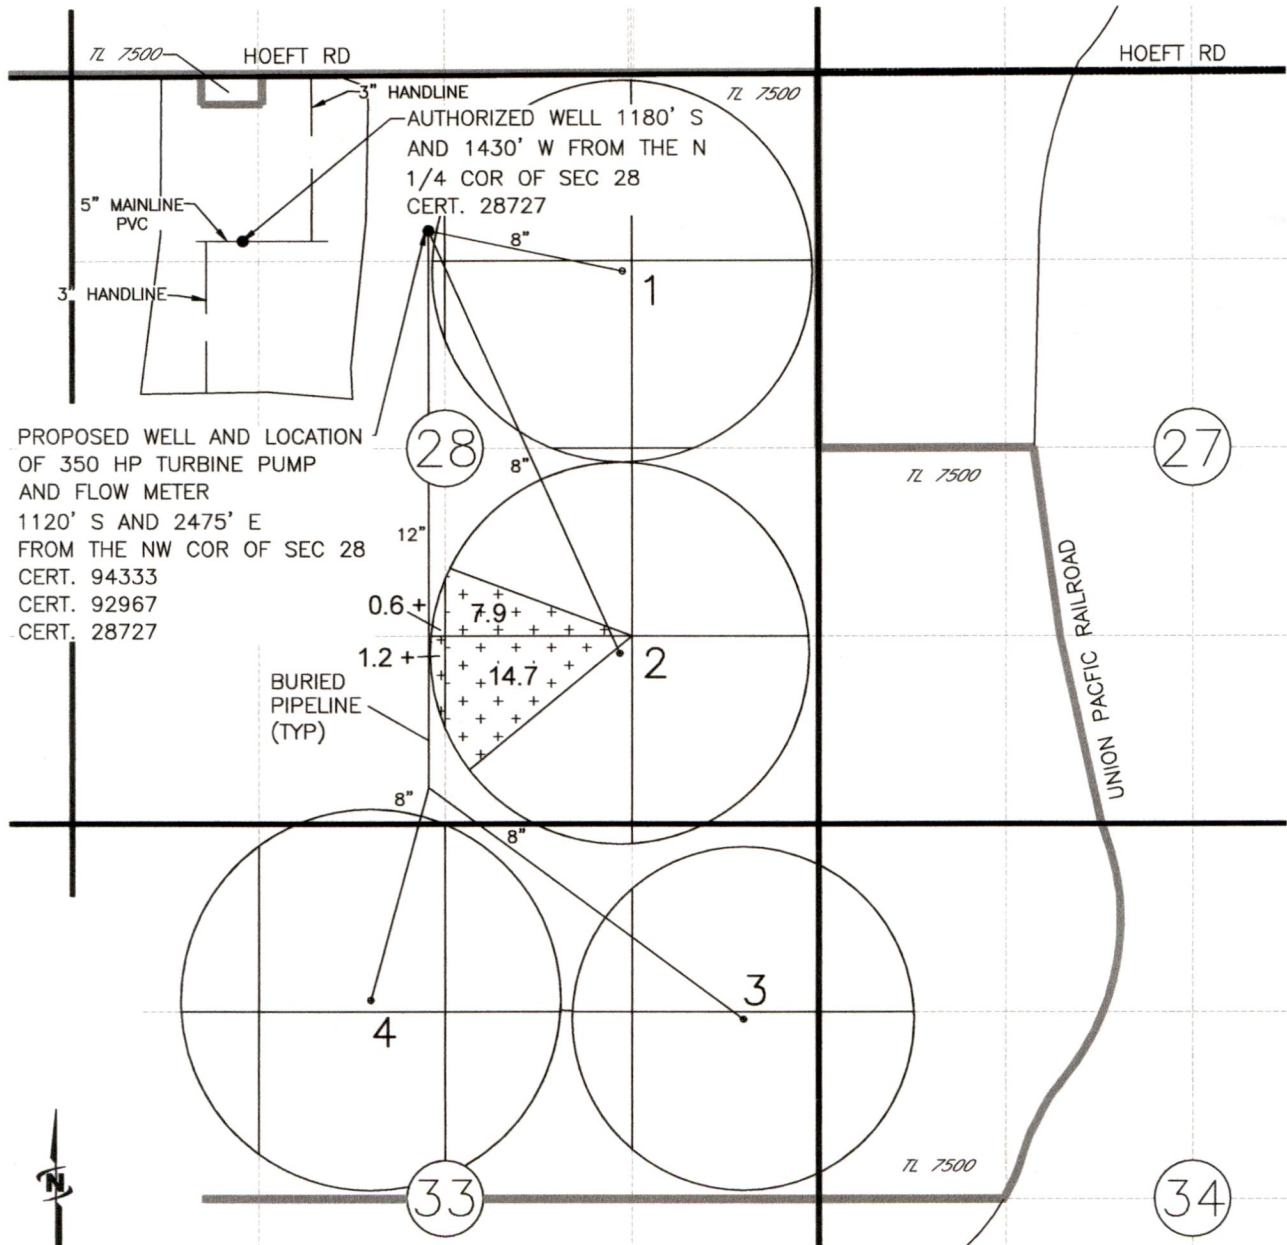 TL 7500
HOEFT RD
HOEFT RD
3" HANDLINE
TL 7500
AUTHORIZED WELL 1180' S
AND 1430' W FROM THE N
1/4 COR OF SEC 28
CERT. 28727
5" MAINLINE
PVC
8"
3" HANDLINE
1
PROPOSED WELL AND LOCATION
OF 350 HP TURBINE PUMP
AND FLOW METER
1120' S AND 2475' E
FROM THE NW COR OF SEC 28
CERT. 94333
CERT. 92967
CERT. 28727
28
8"
TL 7500
27
12"
UNION PACFIC RAILROAD
0.6 +
7.9
1.2 +
14.7
2
BURIED
PIPELINE
(TYP)
8"
8"
3
4
N
TL 7500
33
34